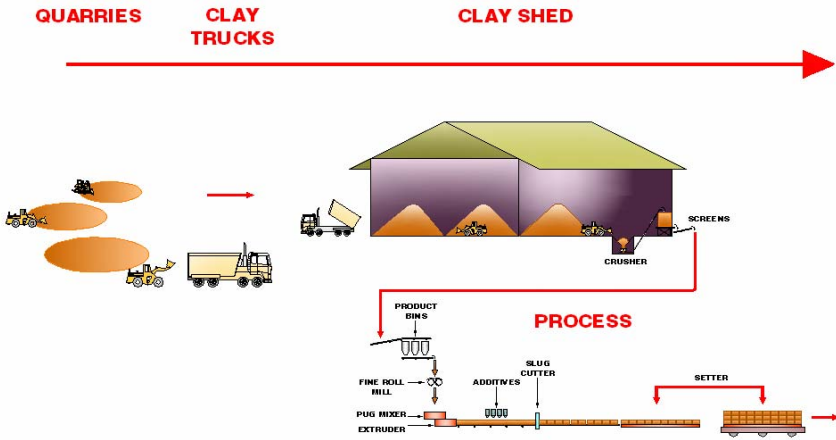 QUARRIES
CLAY
TRUCKS
CLAY SHED
SCREENS
CRUSHER
PRODUCT
BINS
PROCESS
SLUG
CUTTER
FINE ROLL
MILL
ADDITIVES
SETTER
PUG MIXER
EXTRUDER